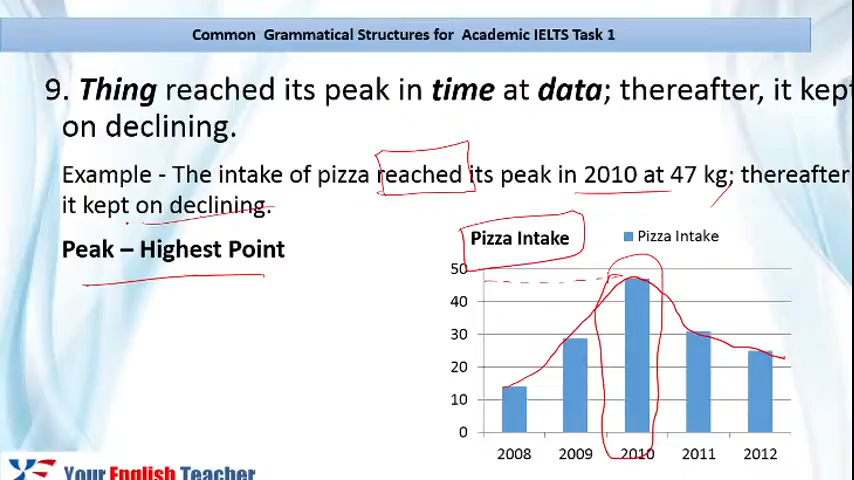 Common Grammatical Structures for Academic IELTS Task 1
9. Thing reached its peak in time at data; thereafter, it kept
on declining.
Example - The intake of pizza reached its peak in 2010 at 47 kg; thereafter
it kept on declining.
Peak – Highest Point
Pizza Intake
Pizza Intake
50
40
30
20
10
0
2008 2009 2010 2011 2012
Your English Teacher